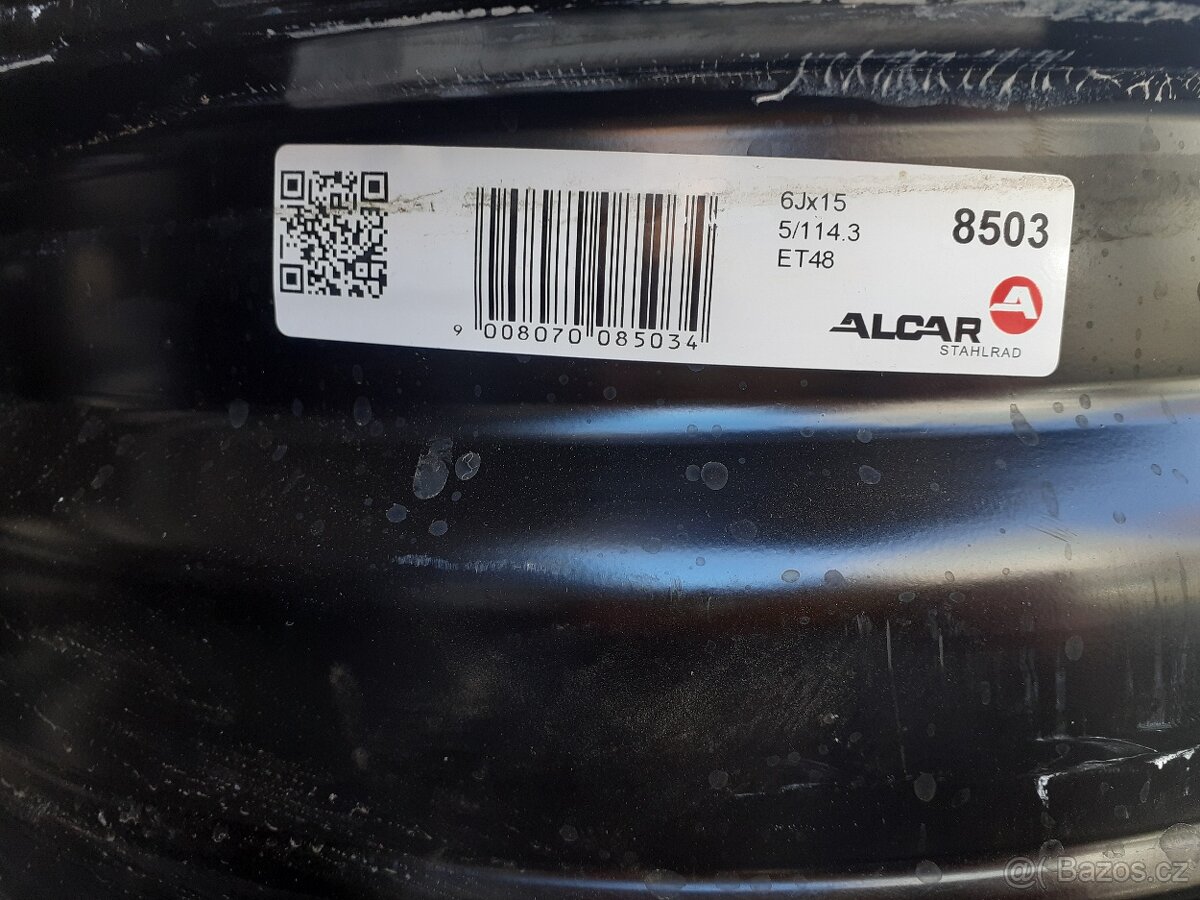 6Jx15
5/114.3
ET48
8503
ALCAR
STAHLRAD
9 008070 085034
@ Bazos.cz